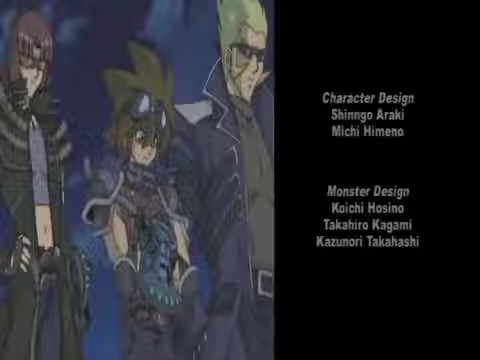 Character Design
Shinngo Araki
Michi Himeno
Monster Design
Koichi Hosino
Takahiro Kagami
Kazunori Takahashi